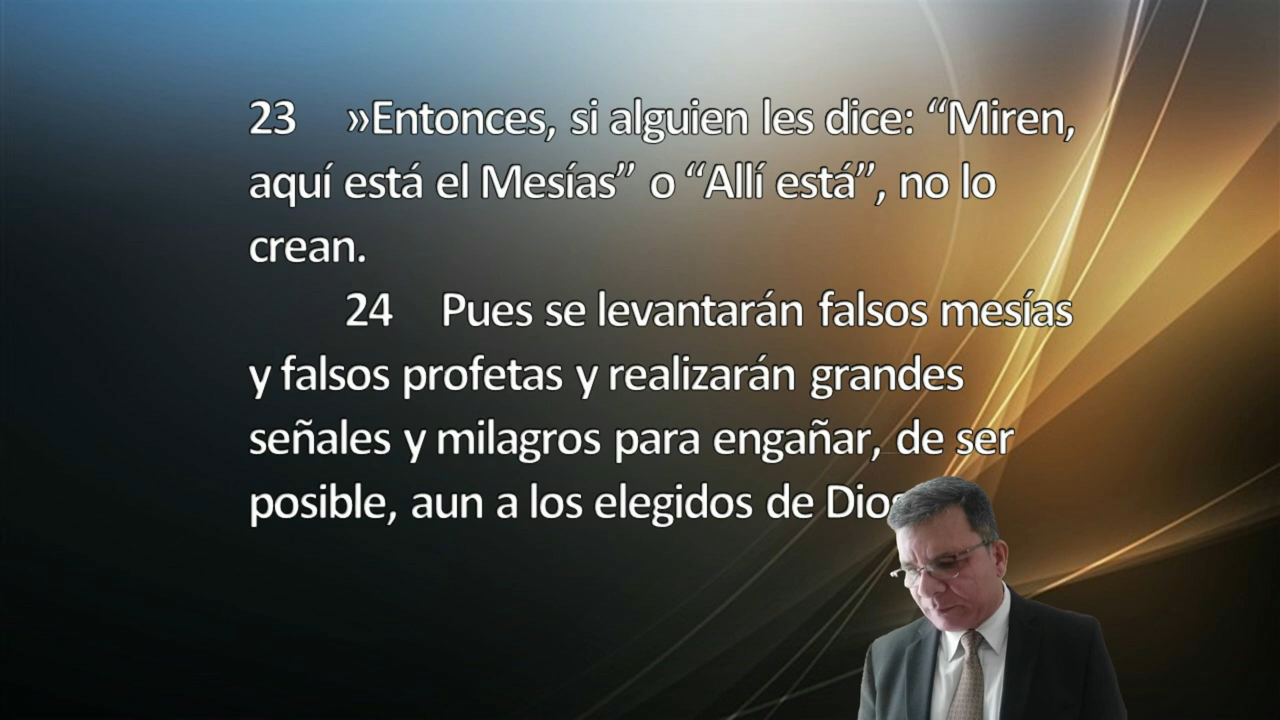 23 »Entonces, si alguien les dice: “Miren,
aquí está el Mesías” o “Allí está”, no lo
crean.
24 Pues se levantarán falsos mesías
y falsos profetas y realizarán grandes
señales y milagros para engañar, de ser
posible, aun a los elegidos de Dios